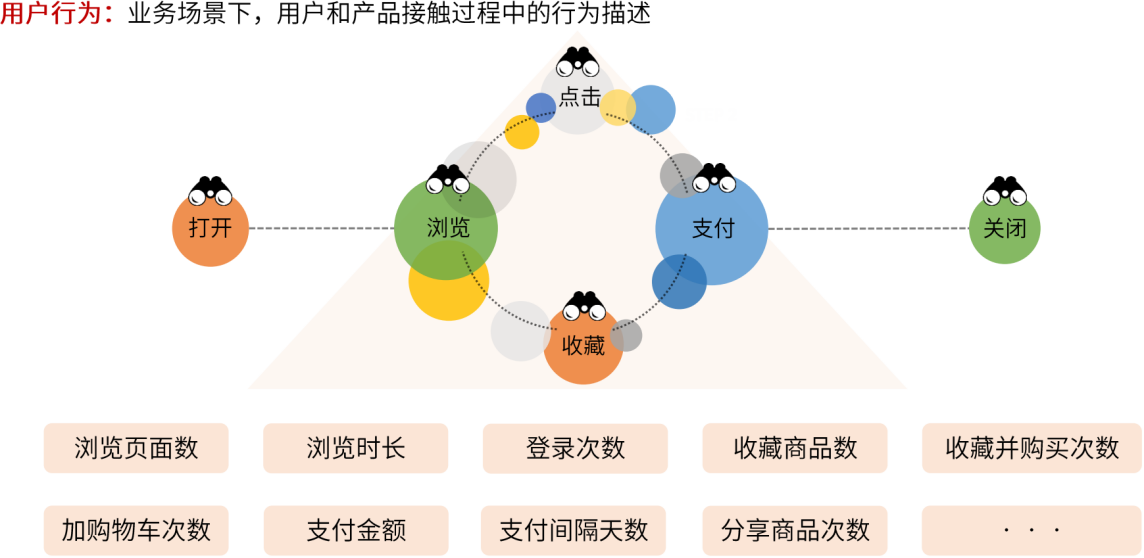 用户行为：业务场景下，用户和产品接触过程中的行为描述
点击
打开
浏览
支付
关闭
收藏
浏览页面数
浏览时长
登录次数
收藏商品数
收藏并购买次数
加购物车次数
支付金额
支付间隔天数
分享商品次数
· · ·